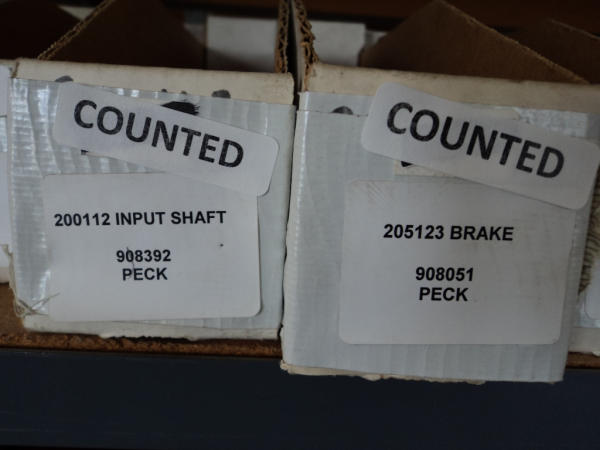 COUNTED
200112 INPUT SHAFT
908392
PECK
COUNTED
205123 BRAKE
908051
PECK